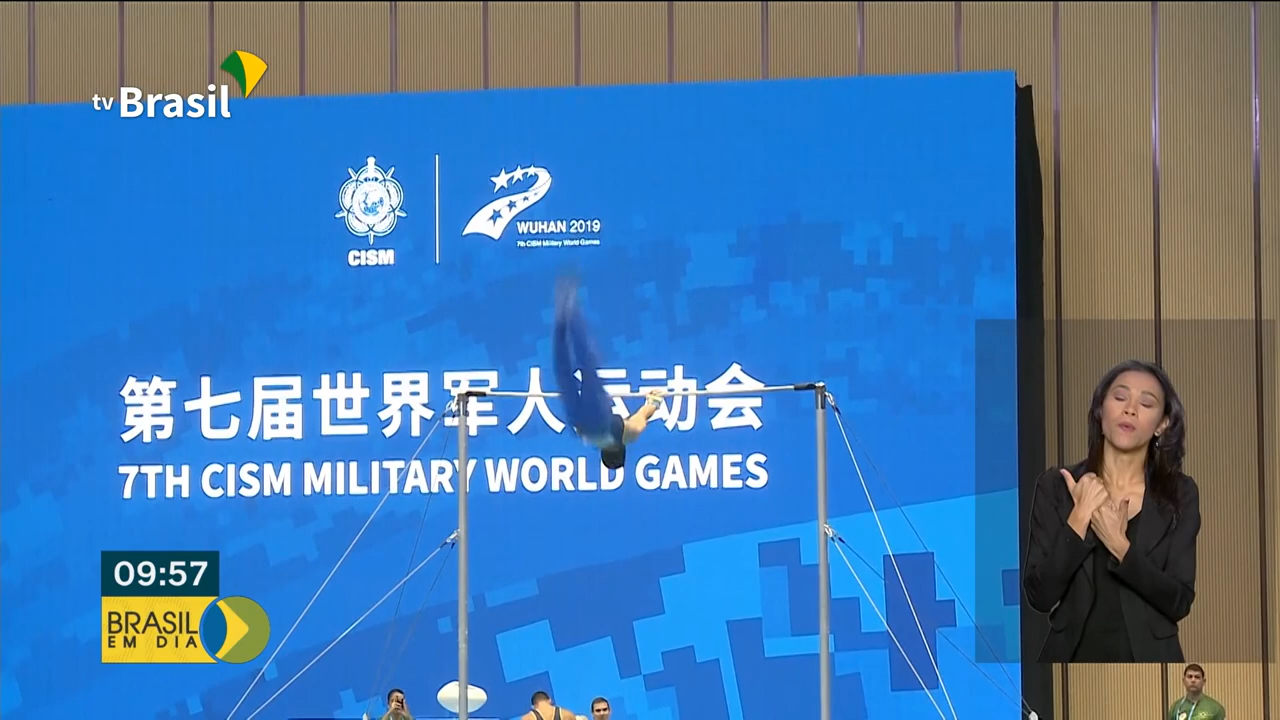 tv Brasil
CISM
WUHAN 2019
7th CISM Military World Games
第七届世界军人运动会
7TH CISM MILITARY WORLD GAMES
09:57
BRASIL
EM DIA